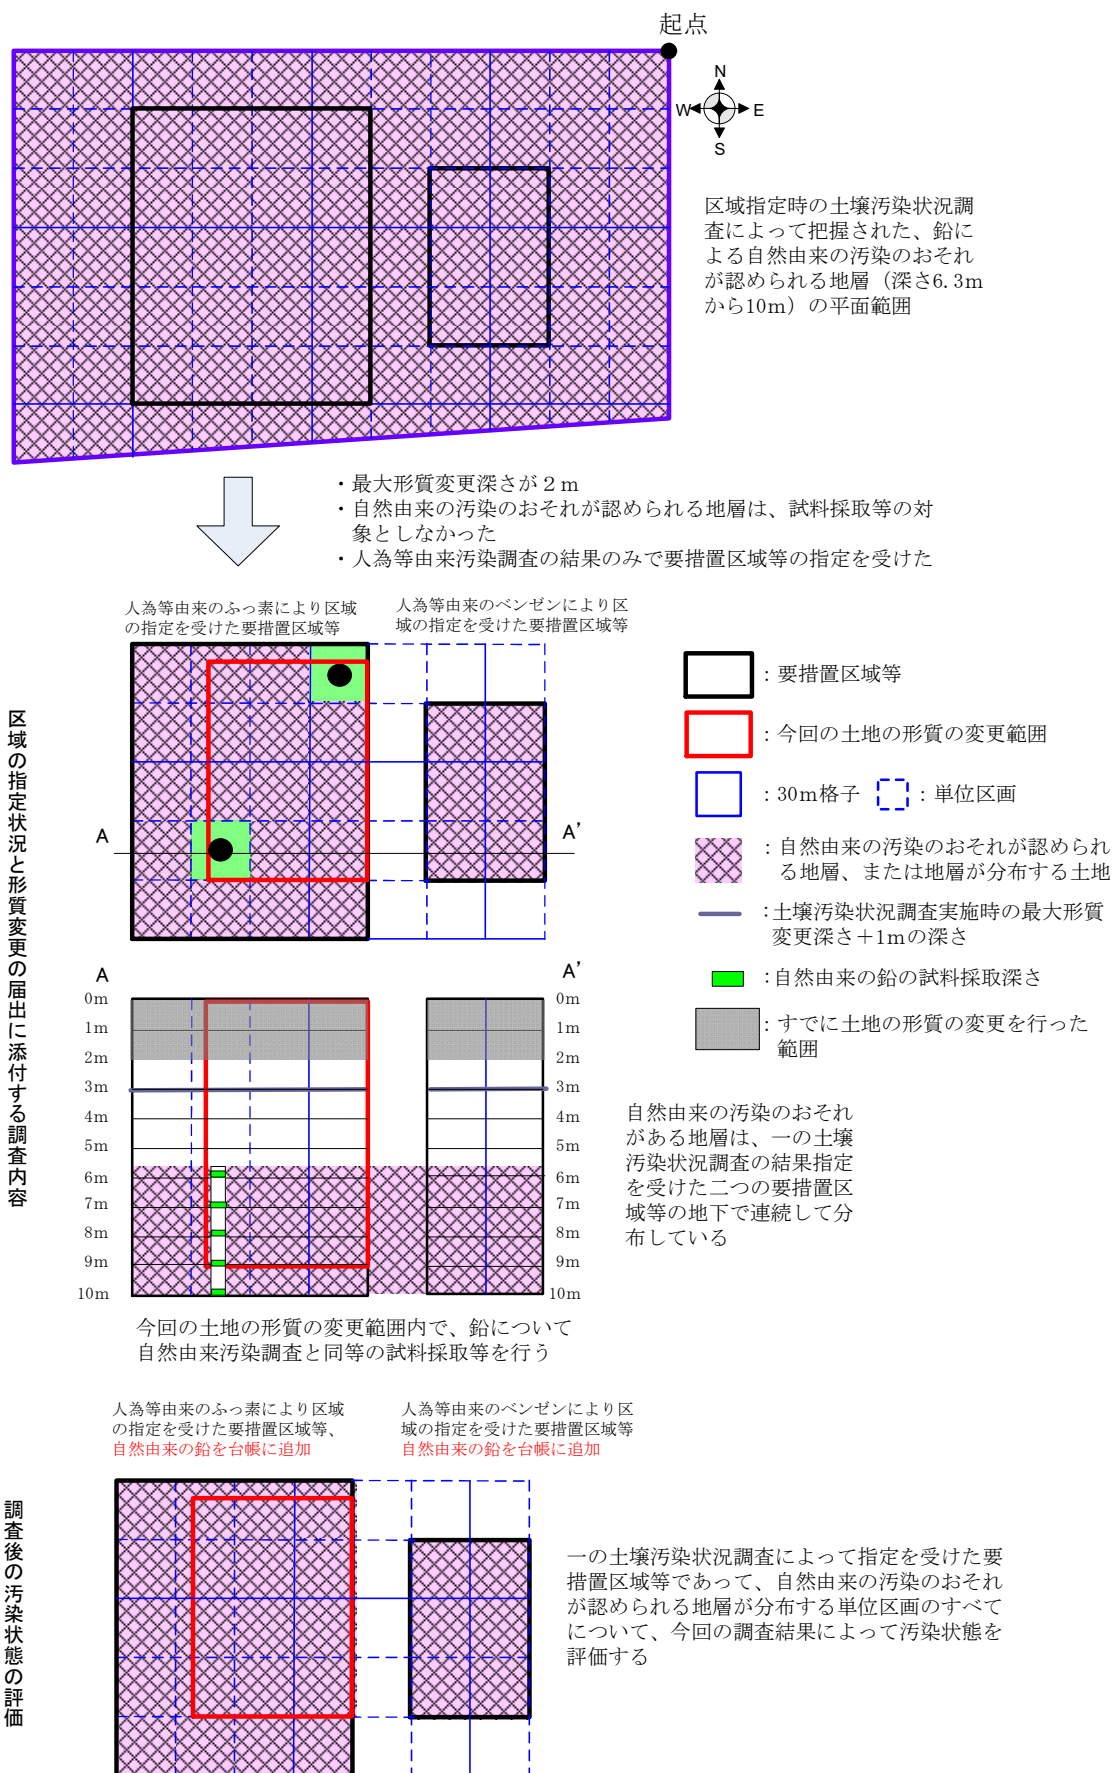 起点
N
W
E
S
区域指定時の土壌汚染状況調
査によって把握された、鉛に
よる自然由来の汚染のおそれ
が認められる地層（深さ6.3m
から10m）の平面範囲
・最大形質変更深さが２ｍ
・自然由来の汚染のおそれが認められる地層は、試料採取等の対
象としなかった
・人為等由来汚染調査の結果のみで要措置区域等の指定を受けた
区域の指定状況と形質変更の届出に添付する調査内容
人為等由来のふっ素により区域
の指定を受けた要措置区域等
人為等由来のベンゼンにより区
域の指定を受けた要措置区域等
A
A’
：要措置区域等
：今回の土地の形質の変更範囲
：30m格子
：単位区画
：自然由来の汚染のおそれが認められ
る地層、または地層が分布する土地
：土壌汚染状況調査実施時の最大形質
変更深さ＋1mの深さ
：自然由来の鉛の試料採取深さ
：すでに土地の形質の変更を行った
範囲
A
A’
0m
0m
1m
1m
2m
2m
3m
3m
4m
4m
5m
5m
6m
6m
7m
7m
8m
8m
9m
9m
10m
10m
自然由来の汚染のおそれ
がある地層は、一の土壌
汚染状況調査の結果指定
を受けた二つの要措置区
域等の地下で連続して分
布している
今回の土地の形質の変更範囲内で、鉛について
自然由来汚染調査と同等の試料採取等を行う
調査後の汚染状態の評価
人為等由来のふっ素により区域
の指定を受けた要措置区域等、
自然由来の鉛を台帳に追加
人為等由来のベンゼンにより区
域の指定を受けた要措置区域等
自然由来の鉛を台帳に追加
一の土壌汚染状況調査によって指定を受けた要
措置区域等であって、自然由来の汚染のおそれ
が認められる地層が分布する単位区画のすべて
について、今回の調査結果によって汚染状態を
評価する